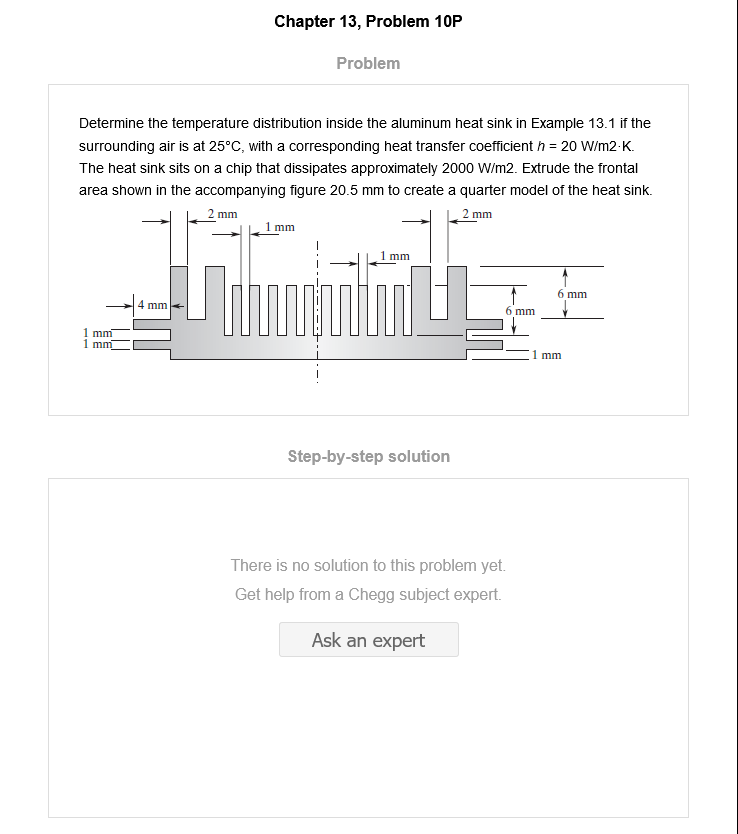 Chapter 13, Problem 10P
Problem
Determine the temperature distribution inside the aluminum heat sink in Example 13.1 if the
surrounding air is at 25°C, with a corresponding heat transfer coefficient h = 20 W/m2·K.
The heat sink sits on a chip that dissipates approximately 2000 W/m2. Extrude the frontal
area shown in the accompanying figure 20.5 mm to create a quarter model of the heat sink.
2 mm
2 mm
1 mm
1 mm
6 mm
4 mm
6 mm
1 mm
1 mm
1 mm
Step-by-step solution
There is no solution to this problem yet.
Get help from a Chegg subject expert.
Ask an expert